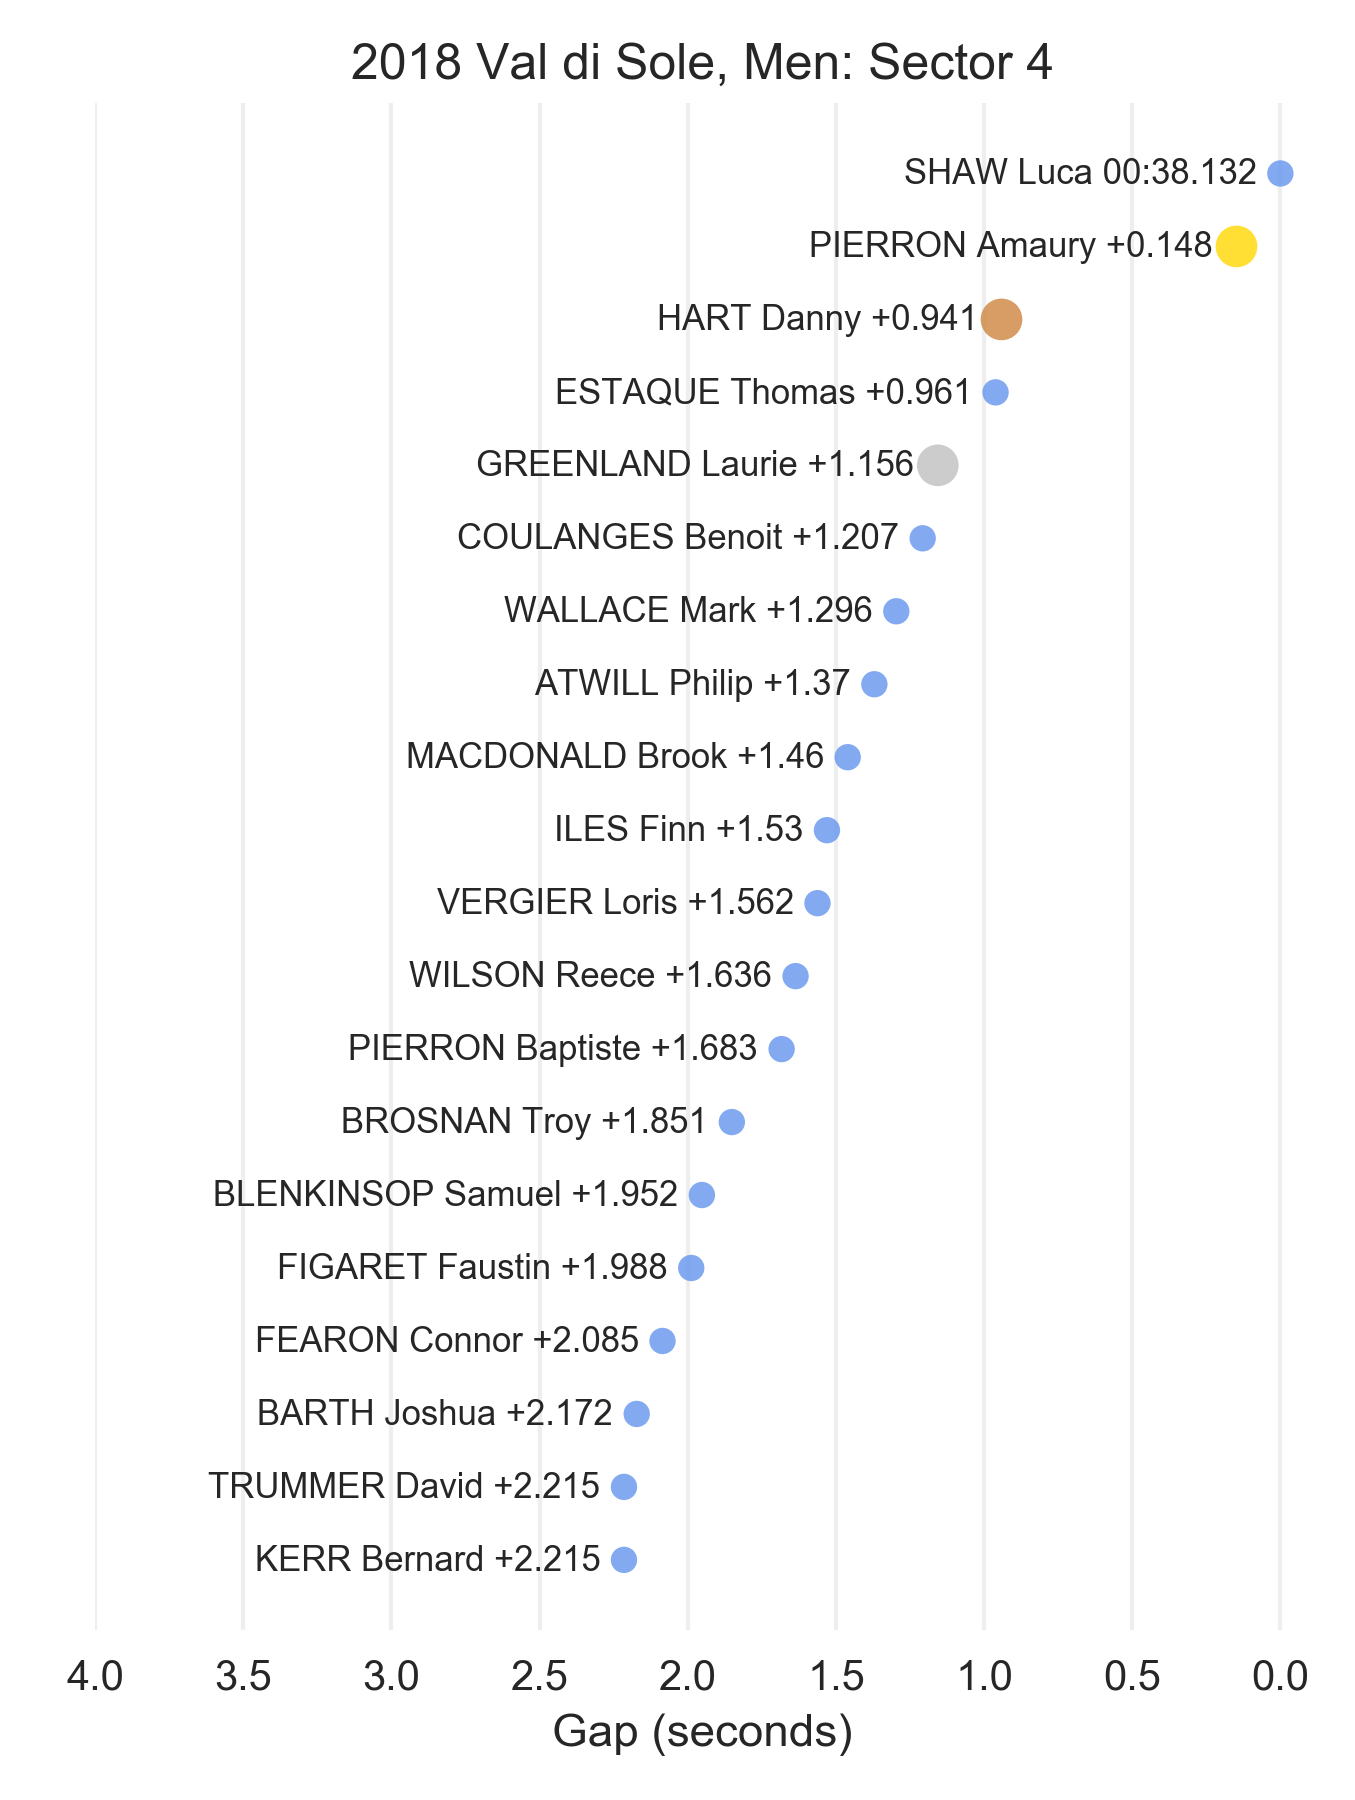 2018 Val di Sole, Men: Sector 4
SHAW Luca 00:38.132
PIERRON Amaury +0.148
HART Danny +0.941
ESTAQUE Thomas +0.961
GREENLAND Laurie +1.156
COULANGES Benoit +1.207
WALLACE Mark +1.296
ATWILL Philip +1.37
MACDONALD Brook +1.46
ILES Finn +1.53
VERGIER Loris +1.562
WILSON Reece +1.636
PIERRON Baptiste +1.683
BROSNAN Troy +1.851
BLENKINSOP Samuel +1.952
FIGARET Faustin +1.988
FEARON Connor +2.085
BARTH Joshua +2.172
TRUMMER David +2.215
KERR Bernard +2.215
4.0 3.5 3.0 2.5 2.0 1.5 1.0 0.5 0.0
Gap (seconds)